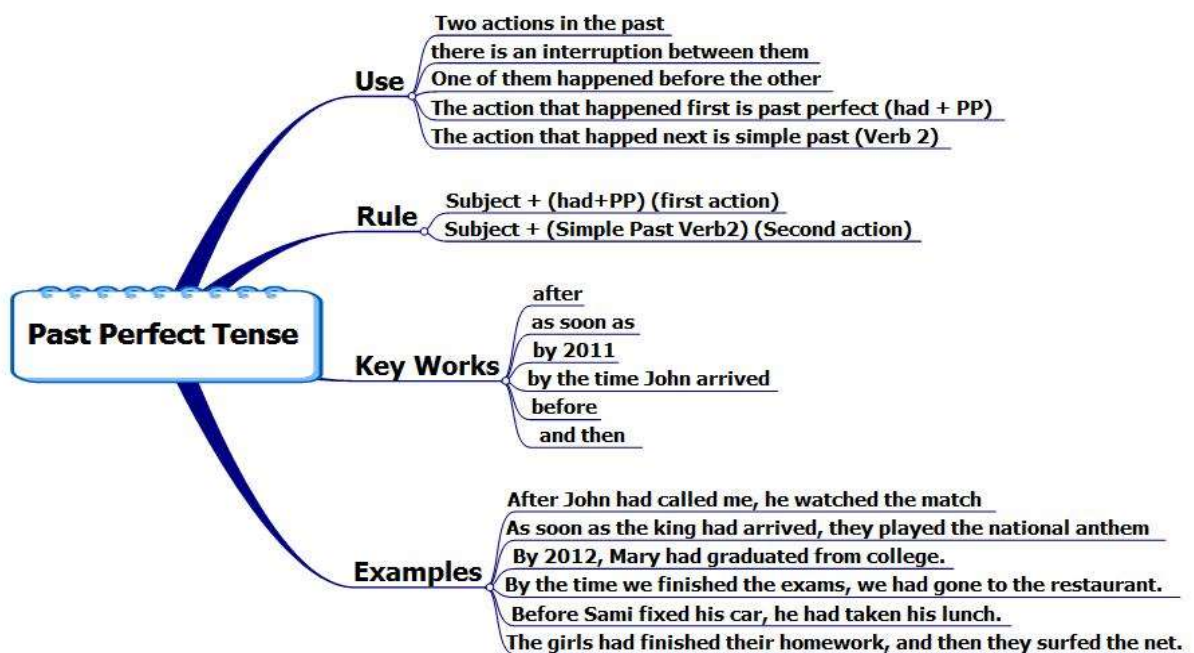 Past Perfect Tense
Use
Two actions in the past
there is an interruption between them
One of them happened before the other
The action that happened first is past perfect (had + PP)
The action that happed next is simple past (Verb 2)
Rule
Subject + (had+PP) (first action)
Subject + (Simple Past Verb2) (Second action)
Key Works
after
as soon as
by 2011
by the time John arrived
before
and then
Examples
After John had called me, he watched the match
As soon as the king had arrived, they played the national anthem
By 2012, Mary had graduated from college.
By the time we finished the exams, we had gone to the restaurant.
Before Sami fixed his car, he had taken his lunch.
The girls had finished their homework, and then they surfed the net.